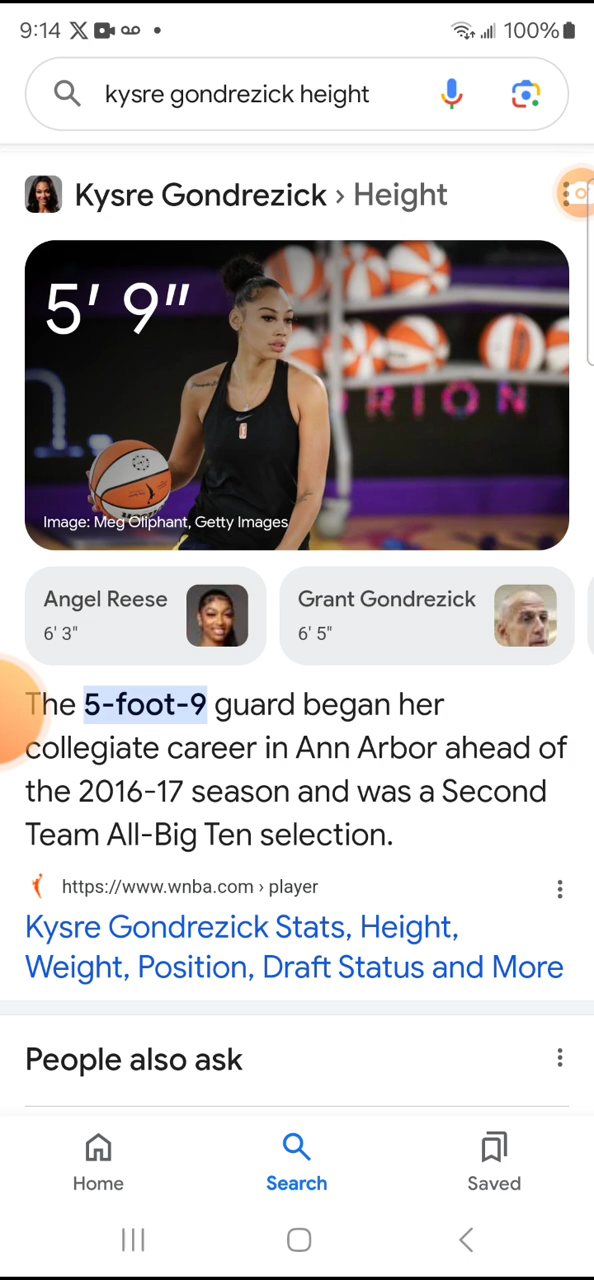 9:14
100%
kysre gondrezick height
Kysre Gondrezick › Height
5' 9"
RION
Image: Meg Oliphant, Getty Images
Angel Reese
6' 3"
Grant Gondrezick
6' 5"
The 5-foot-9 guard began her
collegiate career in Ann Arbor ahead of
the 2016-17 season and was a Second
Team All-Big Ten selection.
https://www.wnba.com › player
Kysre Gondrezick Stats, Height,
Weight, Position, Draft Status and More
People also ask
Home
Search
Saved